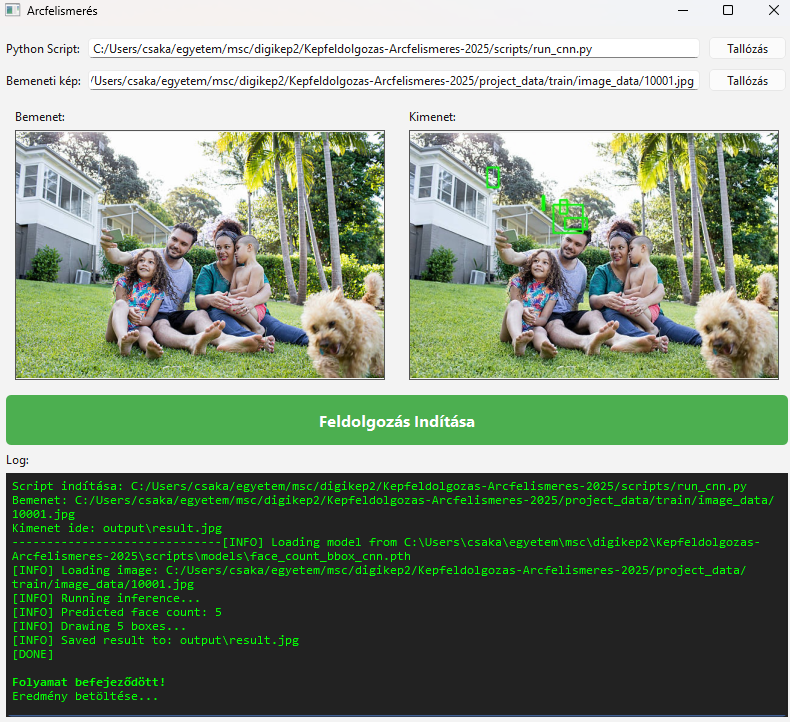 Arcfelismerés
Python Script: C:/Users/csaka/egyetem/msc/digikep2/Kepfeldolgozas-Arcfelismeres-2025/scripts/run_cnn.py Tallózás
Bemeneti kép: /Users/csaka/egyetem/msc/digikep2/Kepfeldolgozas-Arcfelismeres-2025/project_data/train/image_data/10001.jpg Tallózás
Bemenet: Kimenet:
Feldolgozás Indítása
Log:
Script indítása: C:/Users/csaka/egyetem/msc/digikep2/Kepfeldolgozas-Arcfelismeres-2025/scripts/run_cnn.py
Bemenet: C:/Users/csaka/egyetem/msc/digikep2/Kepfeldolgozas-Arcfelismeres-2025/project_data/train/image_data/
10001.jpg
Kimenet ide: output\result.jpg
------------------------------[INFO] Loading model from C:\Users\csaka\egyetem\msc\digikep2\Kepfeldolgozas-
Arcfelismeres-2025\scripts\models\face_count_bbox_cnn.pth
[INFO] Loading image: C:/Users/csaka/egyetem/msc/digikep2/Kepfeldolgozas-Arcfelismeres-2025/project_data/
train/image_data/10001.jpg
[INFO] Running inference...
[INFO] Predicted face count: 5
[INFO] Drawing 5 boxes...
[INFO] Saved result to: output\result.jpg
[DONE]
Folyamat befejeződött!
Eredmény betöltése...